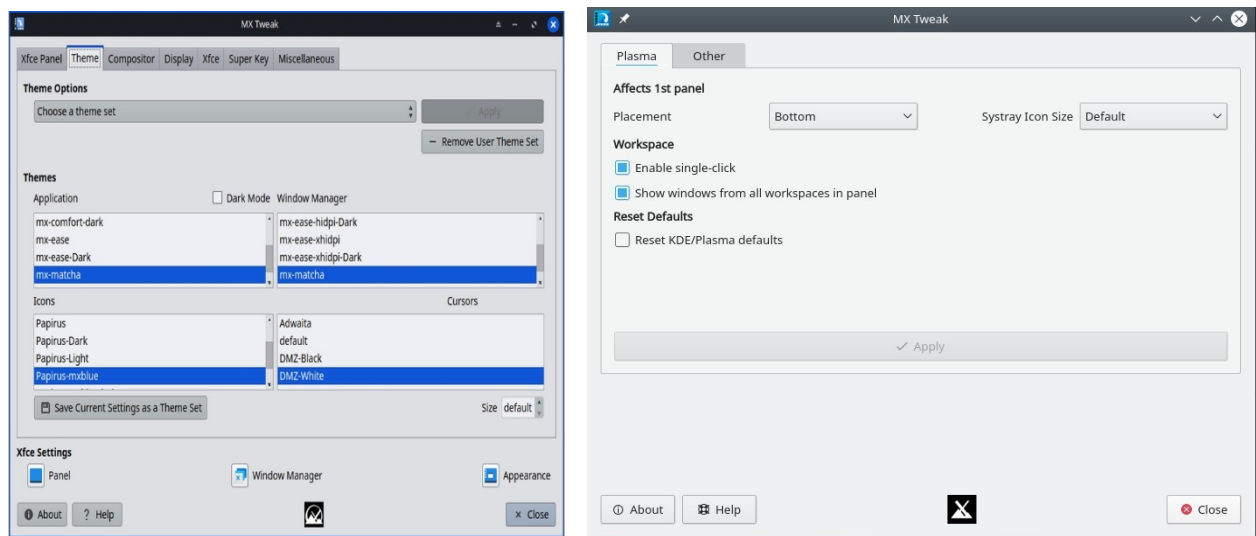 MX Tweak
Xfce Panel Theme Compositor Display Xfce Super Key Miscellaneous
Theme Options
Choose a theme set Apply
Remove User Theme Set
Themes
Application Dark Mode Window Manager
mx-comfort-dark mx-ease-hidpi-Dark
mx-ease mx-ease-xhidpi
mx-ease-Dark mx-ease-xhidpi-Dark
mx-matcha mx-matcha
Icons Cursors
Papirus Adwaita
Papirus-Dark default
Papirus-Light DMZ-Black
Papirus-mxblue DMZ-White
Save Current Settings as a Theme Set Size default
Xfce Settings
Panel Window Manager Appearance
About ? Help Close
MX Tweak
Plasma Other
Affects 1st panel
Placement Bottom Systray Icon Size Default
Workspace
Enable single-click
Show windows from all workspaces in panel
Reset Defaults
Reset KDE/Plasma defaults
Apply
About Help Close